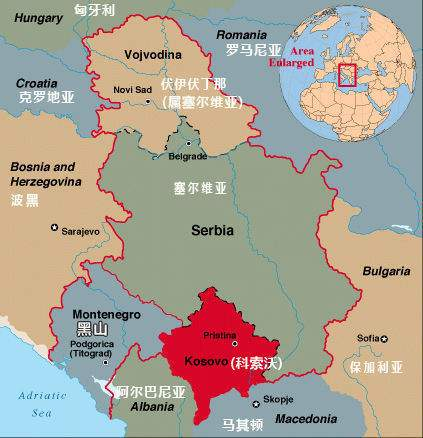 Hungary
匈牙利
Romania
罗马尼亚
Area
Enlarged
Vojvodina
伏伊伏丁那
(属塞尔维亚)
Novi Sad
Croatia
克罗地亚
Belgrade
Bosnia and
Herzegovina
波黑
塞尔维亚
Sarajevo
Serbia
Bulgaria
Montenegro
黑山
Podgorica
(Titograd)
Pristina
Kosovo (科索沃)
Sofia
保加利亚
Adriatic
Sea
阿尔巴尼亚
Albania
Skopje
马其顿
Macedonia